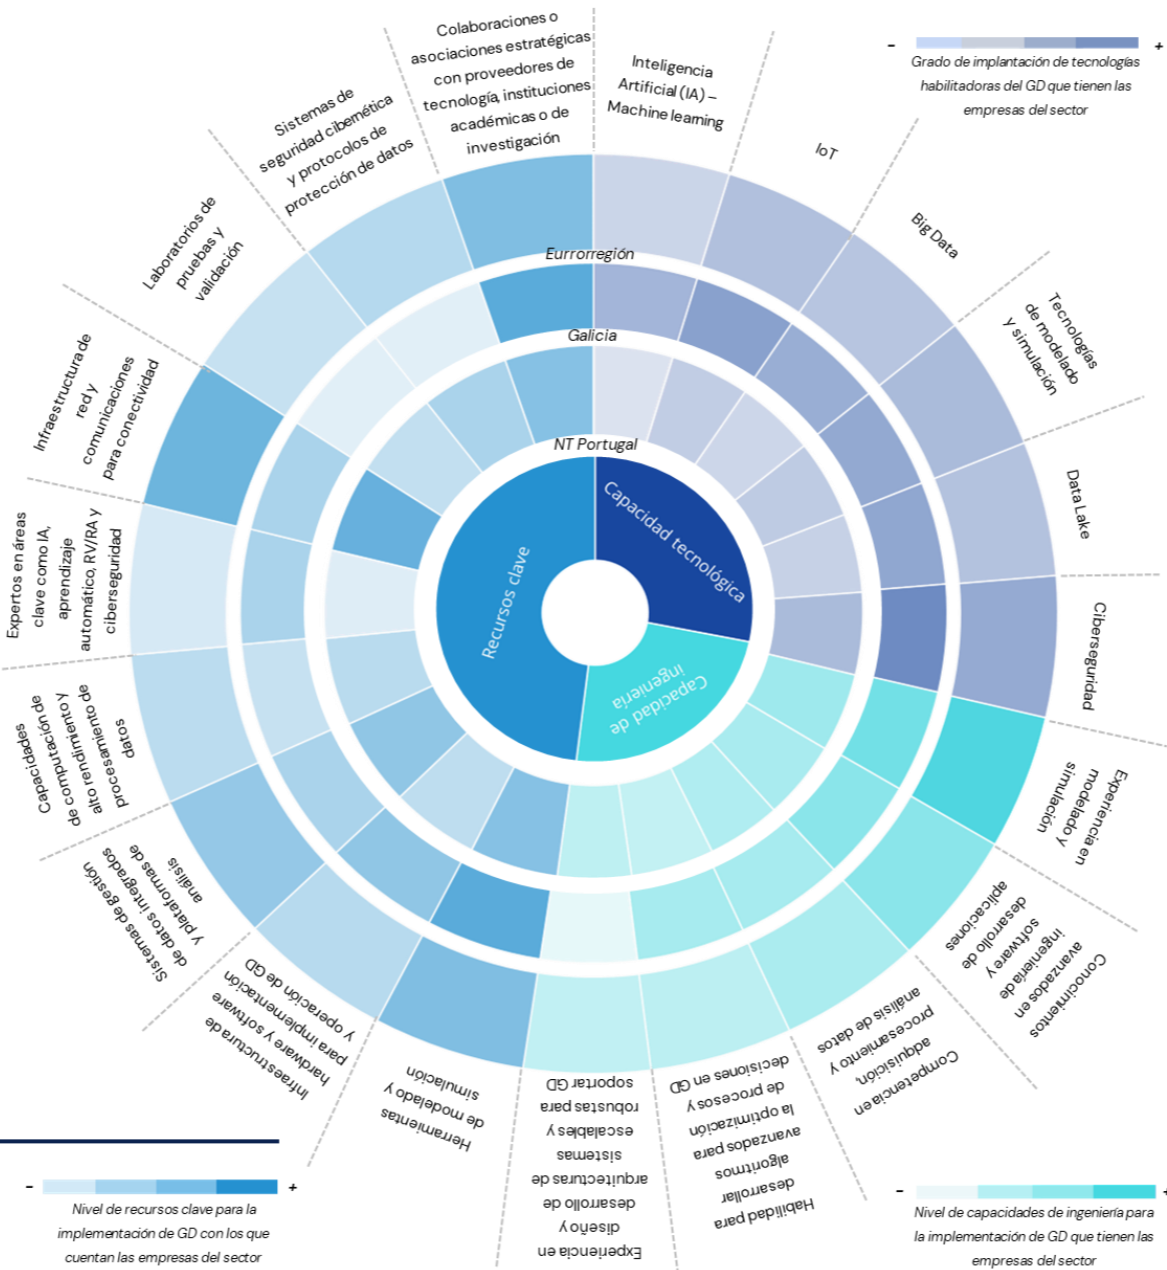 Colaboraciones o
asociaciones estratégicas
con proveedores de
tecnología, instituciones
académicas o de
investigación
Inteligencia
Artificial (IA) –
Machine learning
IoT
Big Data
Tecnologías
de modelado
y simulación
Data Lake
Ciberseguridad
Experiencia en
modelado y
simulación
Conocimientos
avanzados en
ingeniería de
software y
desarrollo de
aplicaciones
Competencia en
adquisición,
procesamiento y
análisis de datos
Habilidad para
desarrollar
algoritmos
avanzados para
la optimización
de procesos y
decisiones en GD
Experiencia en
diseño y
desarrollo de
arquitecturas de
sistemas
escalables y
robustas para
soportar GD
Herramientas
de modelado y
simulación
Infraestructura de
hardware y software
para implementación
y operación de GD
Sistemas de gestión
de datos integrados
y plataformas de
análisis
Capacidades
de computación de
alto rendimiento y
procesamiento de
datos
Expertos en áreas
clave como IA,
aprendizaje
automático, RV/RA y
ciberseguridad
Infraestructura de
red y
comunicaciones
para conectividad
Laboratorios de
pruebas y
validación
Sistemas de
seguridad cibernética
y protocolos de
protección de datos
Eurrorregión
Galicia
NT Portugal
Capacidad tecnológica
Capacidad de
ingeniería
Recursos clave
- +
Grado de implantación de tecnologías
habilitadoras del GD que tienen las
empresas del sector
- +
Nivel de recursos clave para la
implementación de GD con los que
cuentan las empresas del sector
- +
Nivel de capacidades de ingeniería para
la implementación de GD que tienen las
empresas del sector